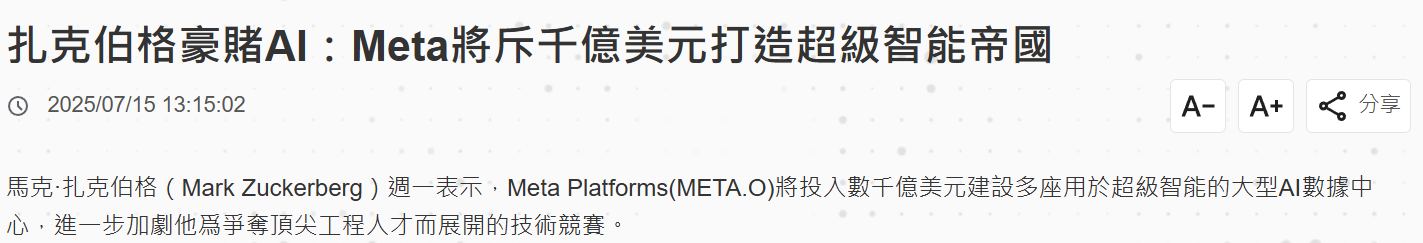 扎克伯格豪賭AI：Meta將斥千億美元打造超級智能帝國
2025/07/15 13:15:02
A−
A+
分享
馬克·扎克伯格（Mark Zuckerberg）週一表示，Meta Platforms(META.O)將投入數千億美元建設多座用於超級智能的大型AI數據中
心，進一步加劇他爲爭奪頂尖工程人才而展開的技術競賽。